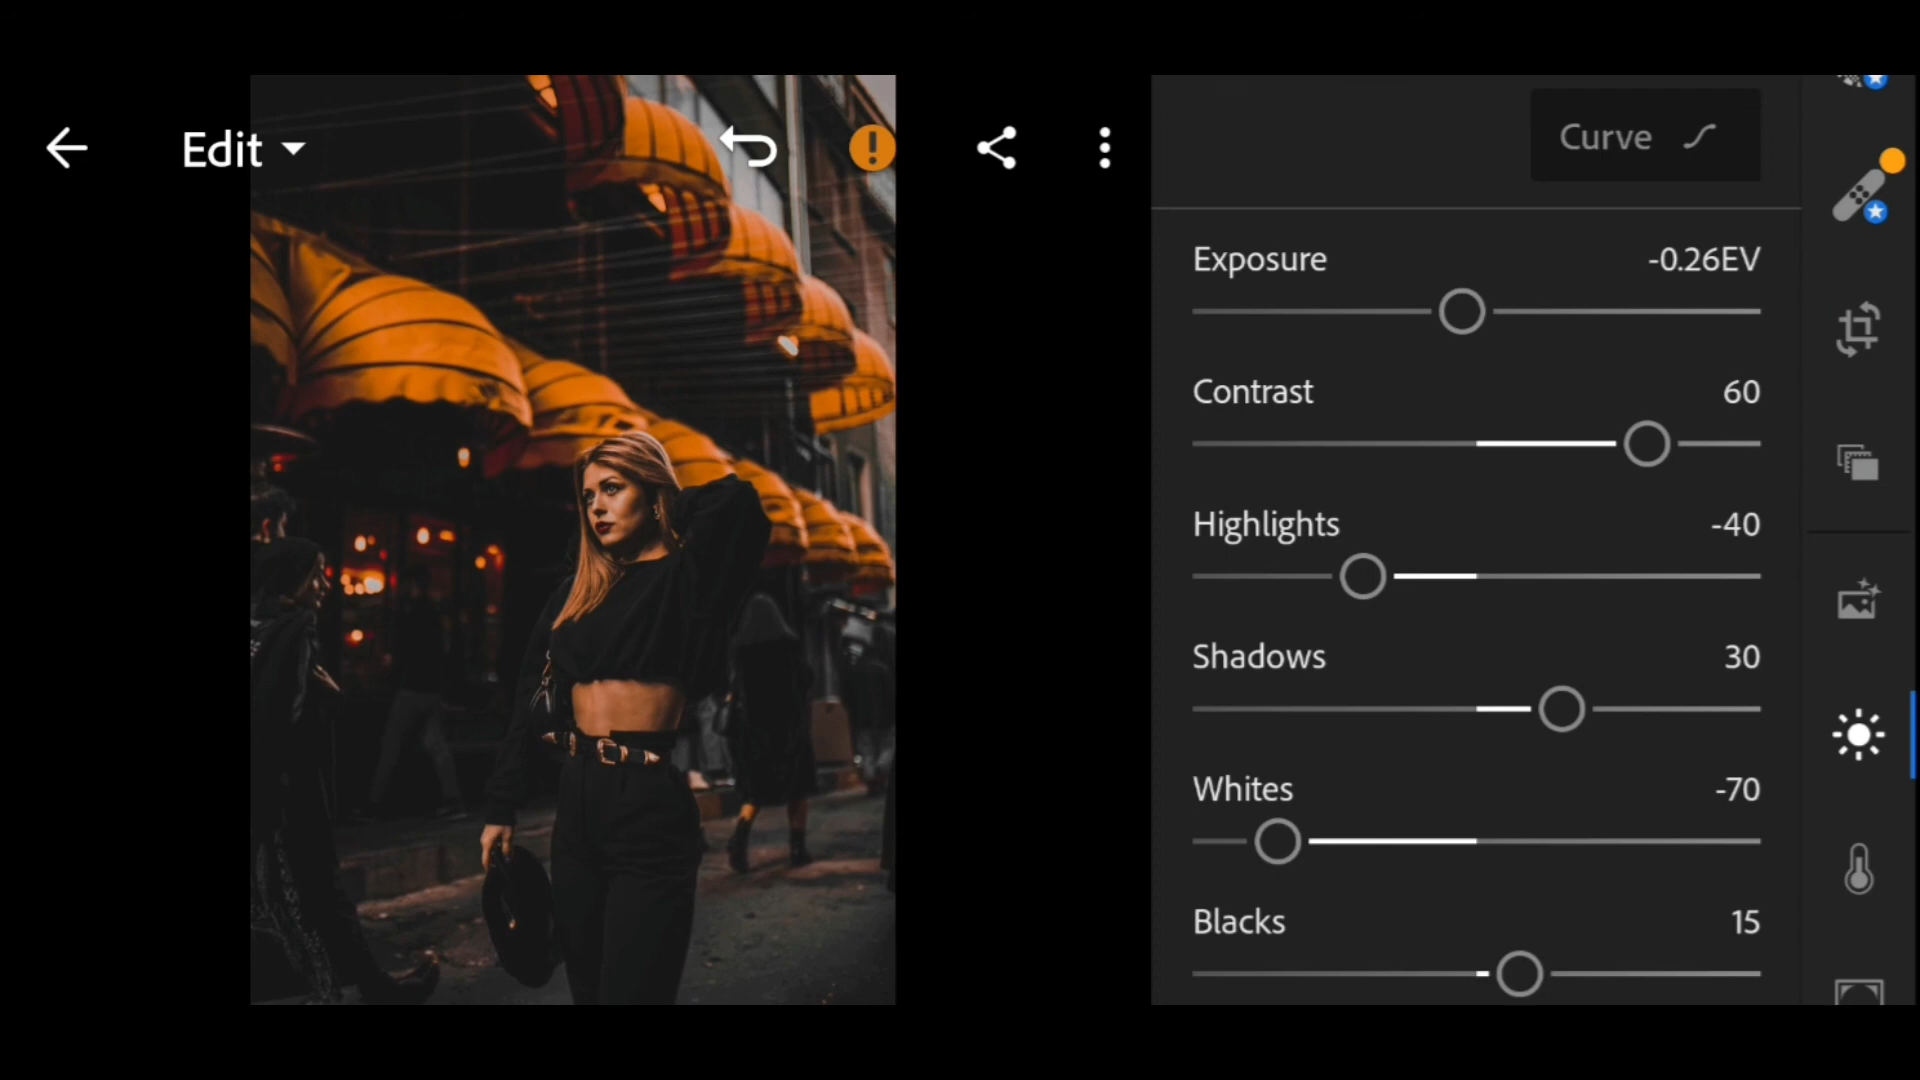 Edit
Curve
Exposure -0.26EV
Contrast 60
Highlights -40
Shadows 30
Whites -70
Blacks 15